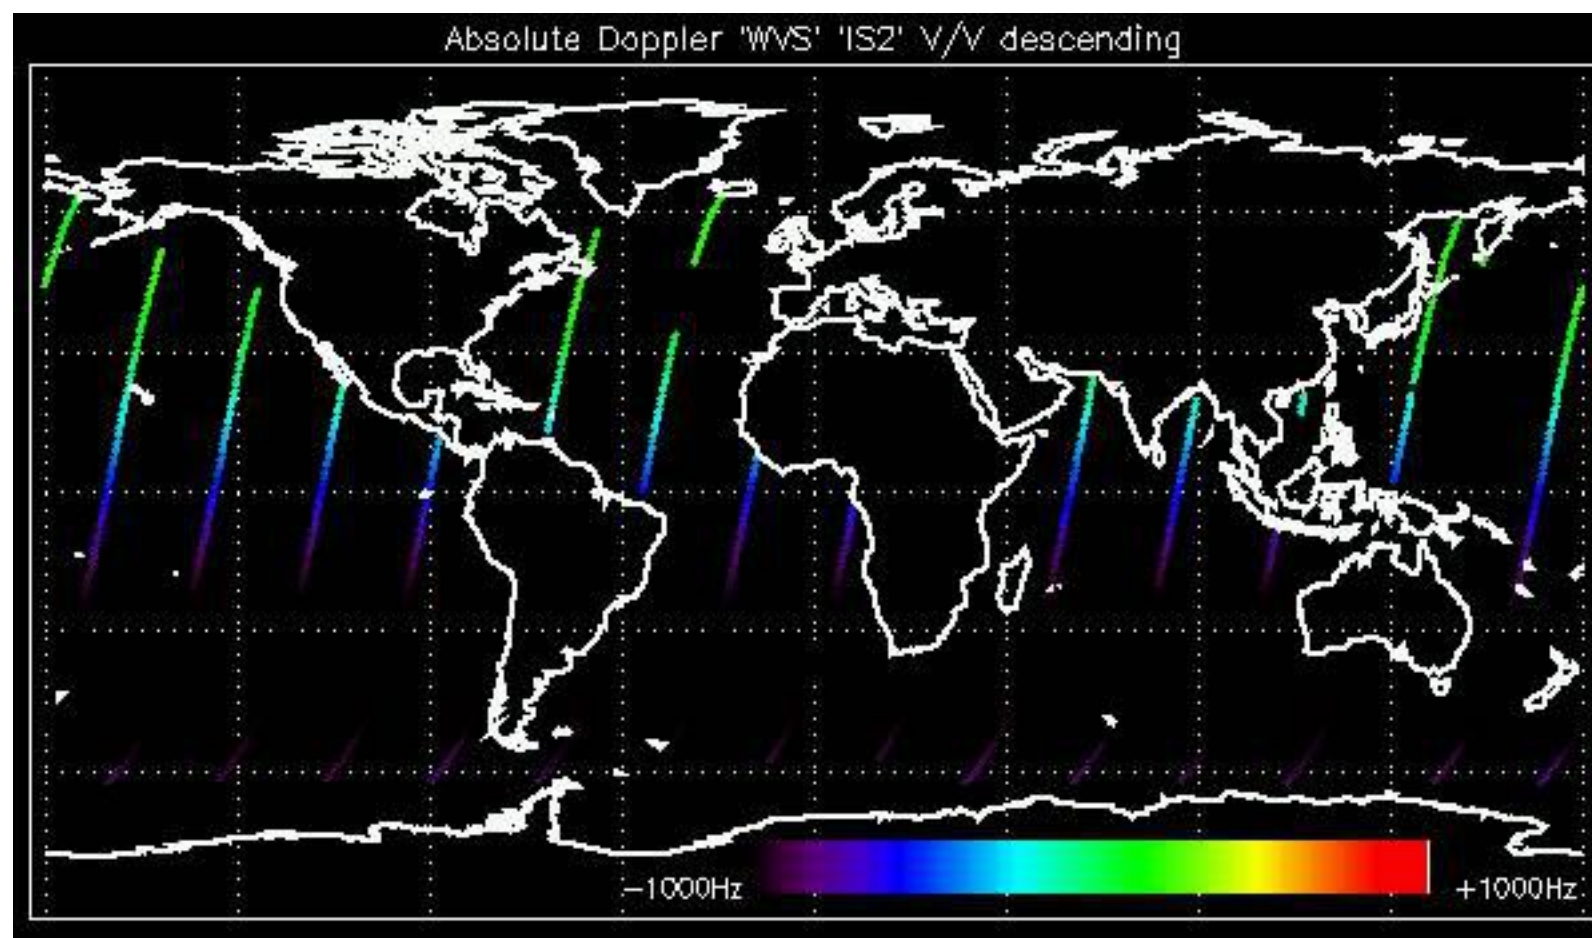 Absolute Doppler 'WVS' 'IS2' V/V descending
-1000Hz
+1000Hz